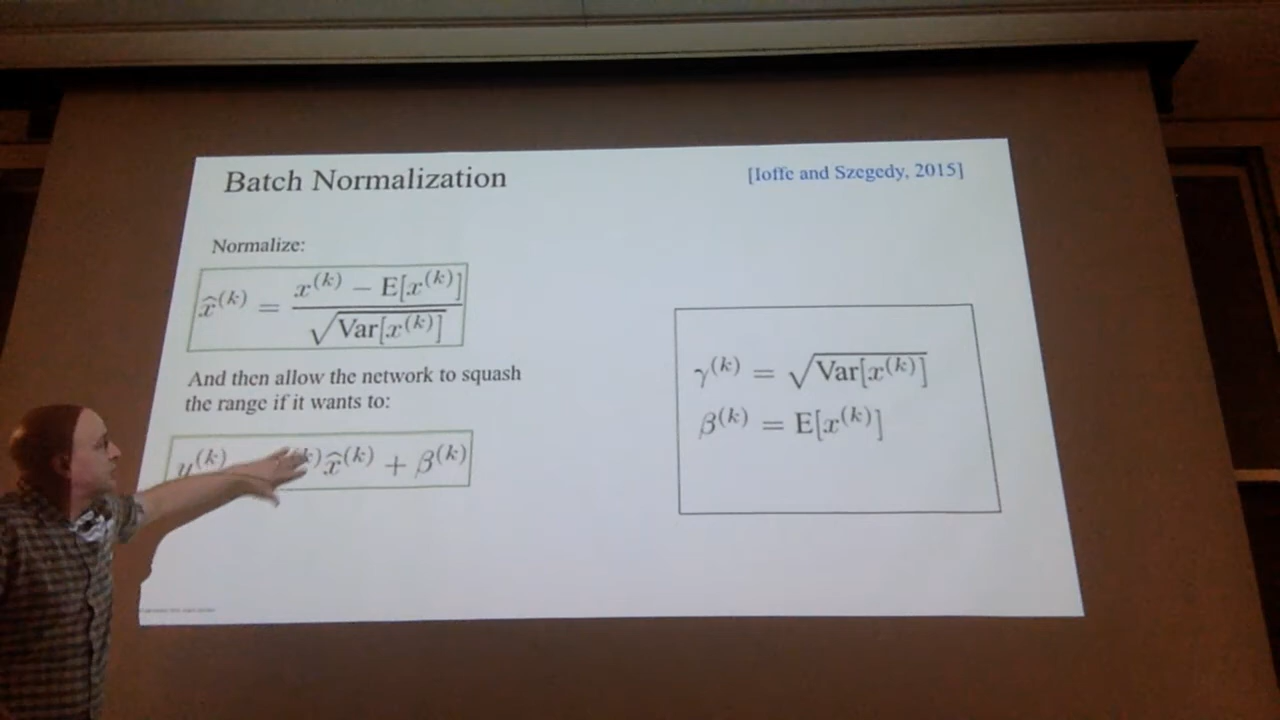 Batch Normalization
[Ioffe and Szegedy, 2015]
Normalize:
x̂^(k) = (x^(k) − E[x^(k)]) / √Var[x^(k)]
And then allow the network to squash
the range if it wants to:
y^(k) ^(k) x̂^(k) + β^(k)
γ^(k) = √Var[x^(k)]
β^(k) = E[x^(k)]